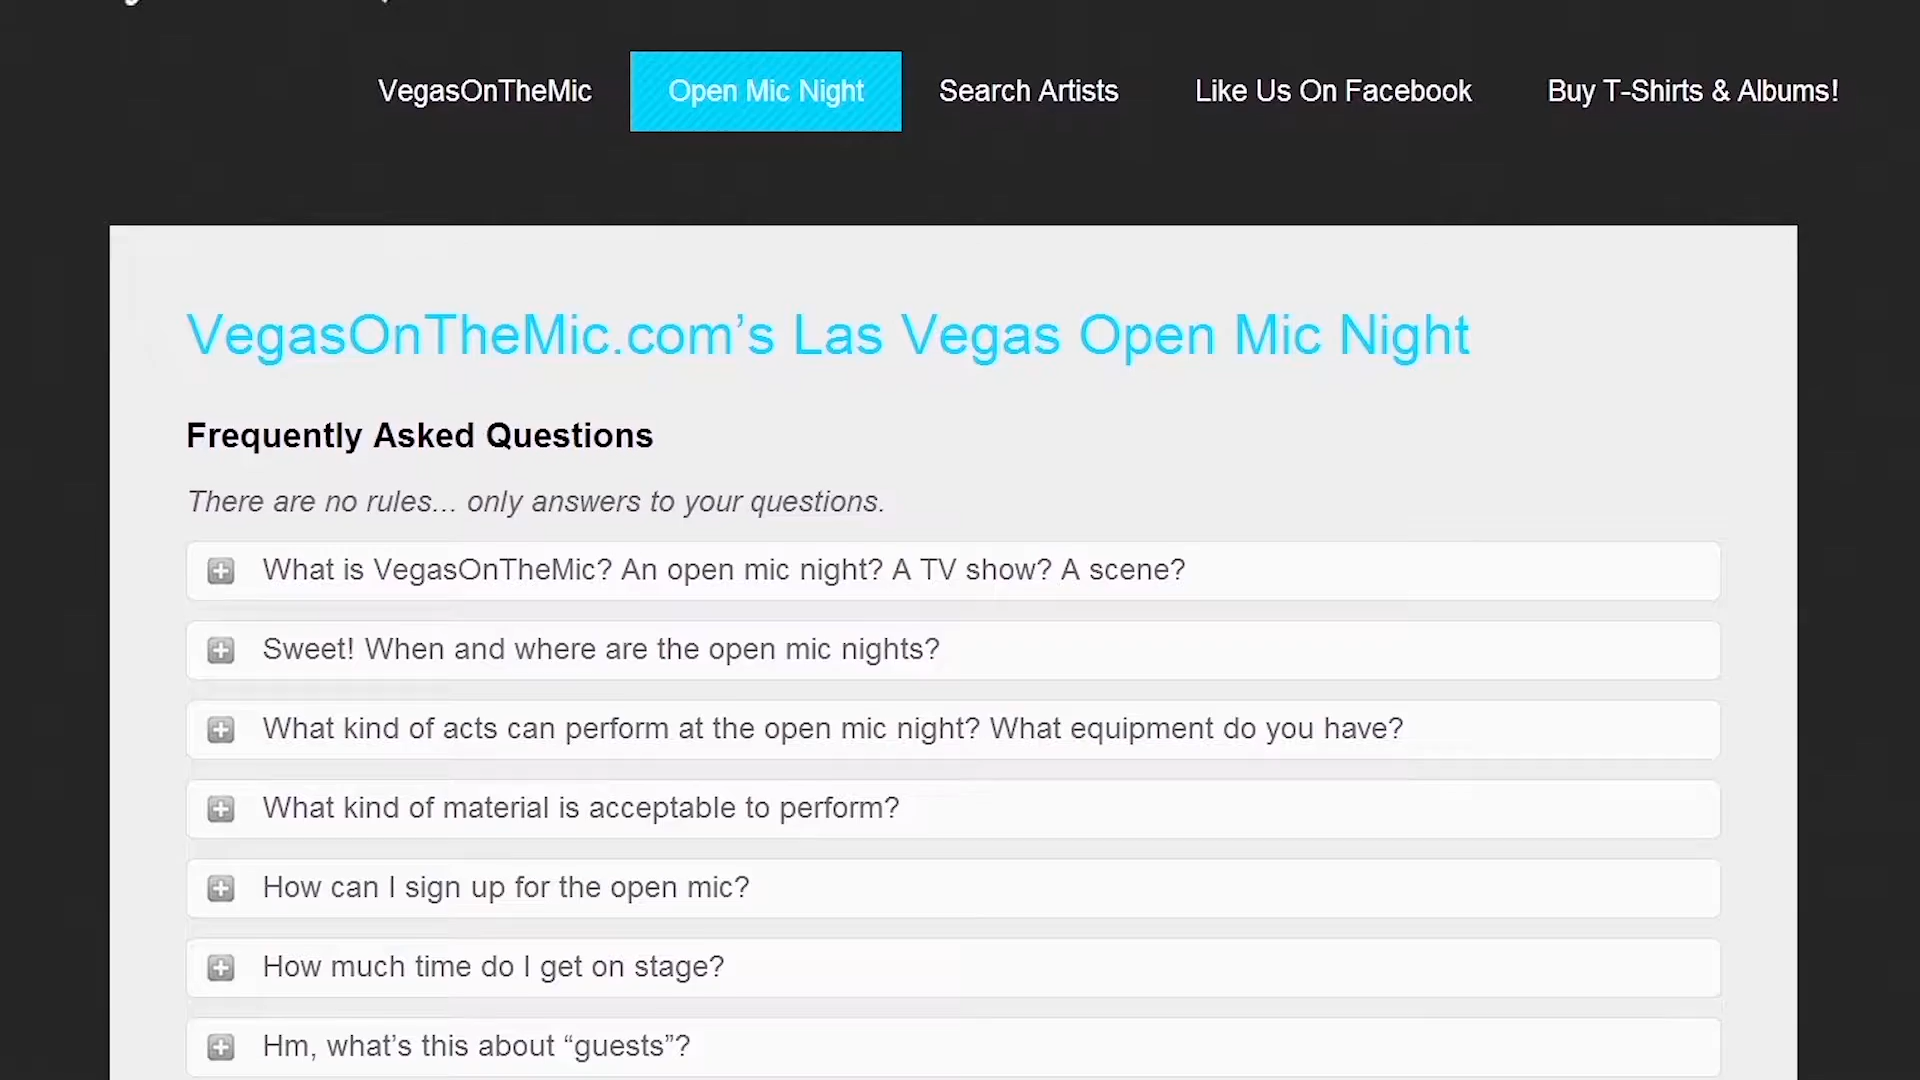 VegasOnTheMic
Open Mic Night
Search Artists
Like Us On Facebook
Buy T-Shirts & Albums!
VegasOnTheMic.com’s Las Vegas Open Mic Night
Frequently Asked Questions
There are no rules... only answers to your questions.
What is VegasOnTheMic? An open mic night? A TV show? A scene?
Sweet! When and where are the open mic nights?
What kind of acts can perform at the open mic night? What equipment do you have?
What kind of material is acceptable to perform?
How can I sign up for the open mic?
How much time do I get on stage?
Hm, what’s this about “guests”?